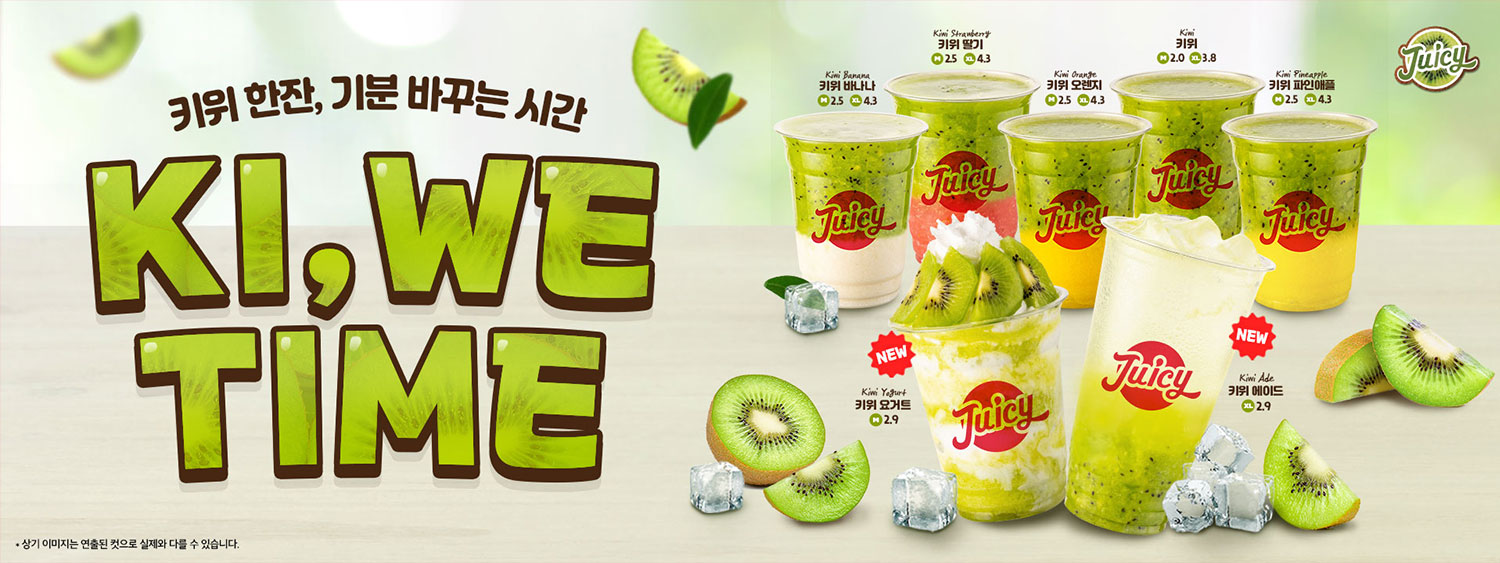 키위 한잔, 기분 바꾸는 시간
KI, WE
TIME
* 상기 이미지는 연출된 컷으로 실제와 다를 수 있습니다.
Kiwi Banana
키위 바나나
M 2.5 XL 4.3
Kiwi Strawberry
키위 딸기
M 2.5 XL 4.3
Kiwi Orange
키위 오렌지
M 2.5 XL 4.3
Kiwi
키위
M 2.0 XL 3.8
Kiwi Pineapple
키위 파인애플
M 2.5 XL 4.3
Juicy
Juicy
Juicy
Juicy
Juicy
Juicy
NEW
Kiwi Yogurt
키위 요거트
M 2.9
Juicy
Juicy
NEW
Kiwi Ade
키위 에이드
XL 2.9